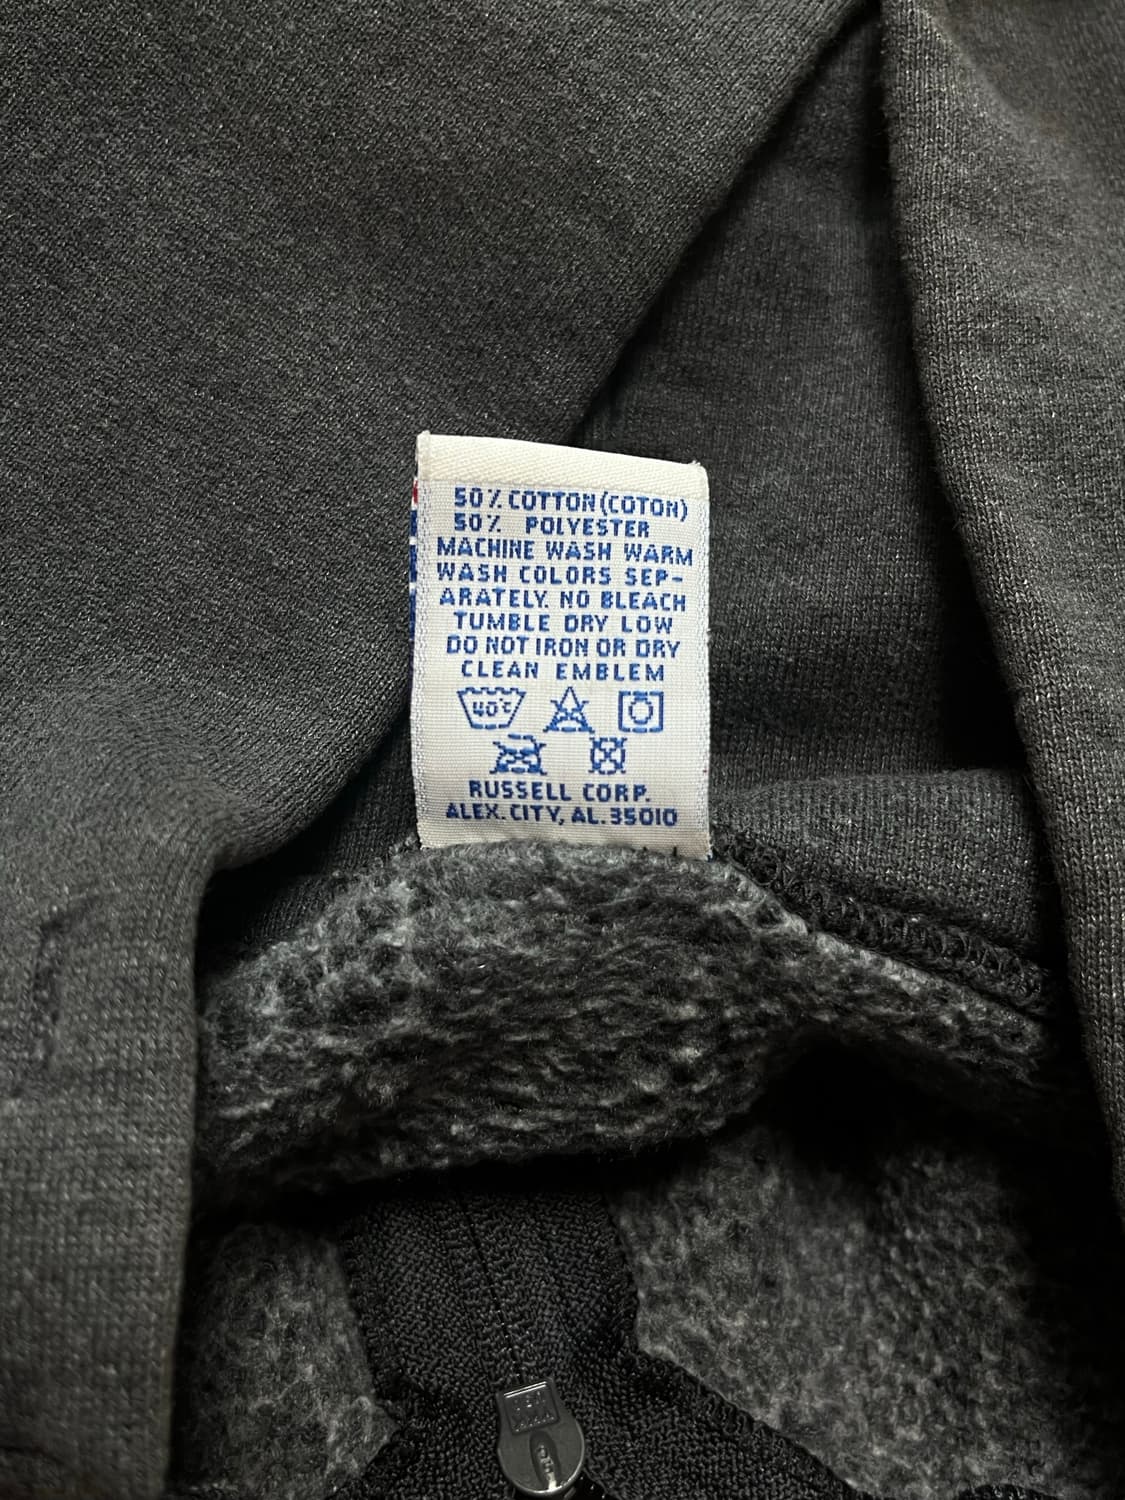 50% COTTON (COTON)
50% POLYESTER
MACHINE WASH WARM
WASH COLORS SEP-
ARATELY. NO BLEACH
TUMBLE DRY LOW
DO NOT IRON OR DRY
CLEAN EMBLEM
40°C
RUSSELL CORP.
ALEX. CITY, AL. 35010